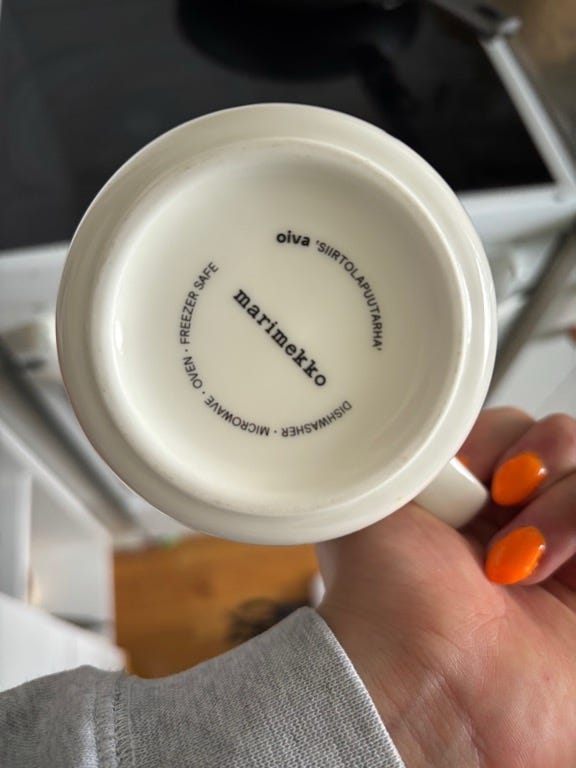 oiva 'SIIRTOLAPUUTARHA'
marimekko
DISHWASHER · MICROWAVE · OVEN · FREEZER SAFE